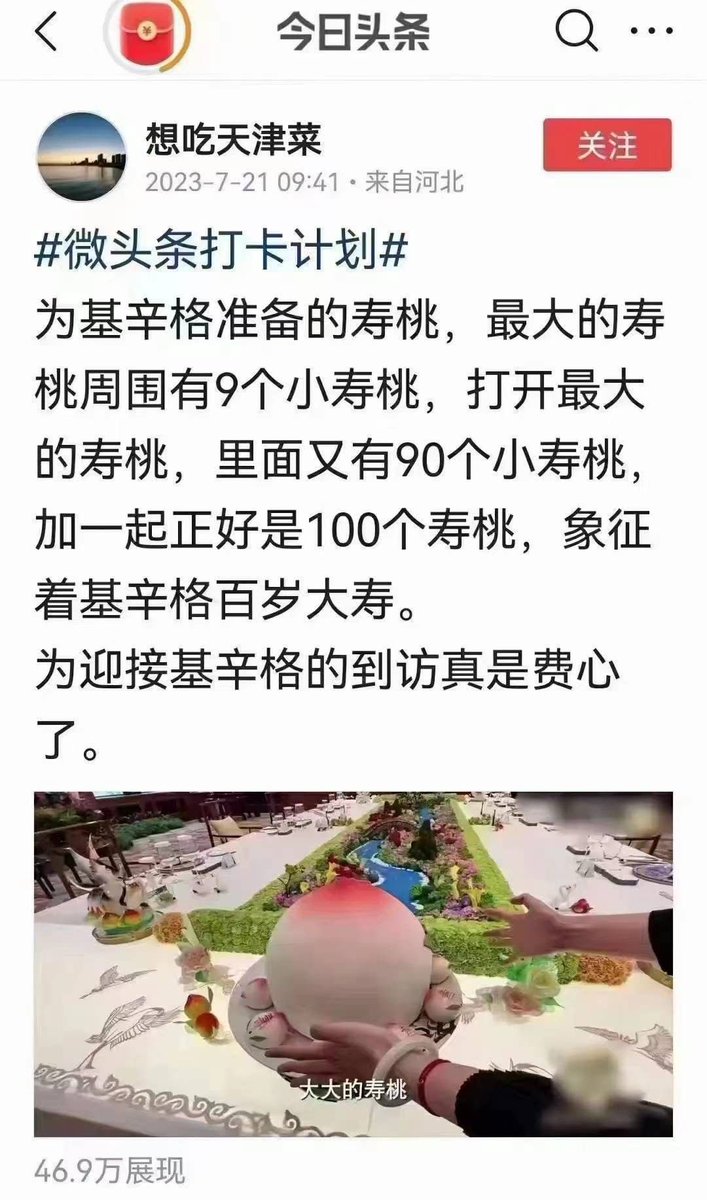 今日头条
想吃天津菜
关注
2023-7-21 09:41·来自河北
#微头条打卡计划#
为基辛格准备的寿桃，最大的寿
桃周围有9个小寿桃，打开最大
的寿桃，里面又有90个小寿桃，
加一起正好是100个寿桃，象征
着基辛格百岁大寿。
为迎接基辛格的到访真是费心
了。
大大的寿桃
46.9万展现